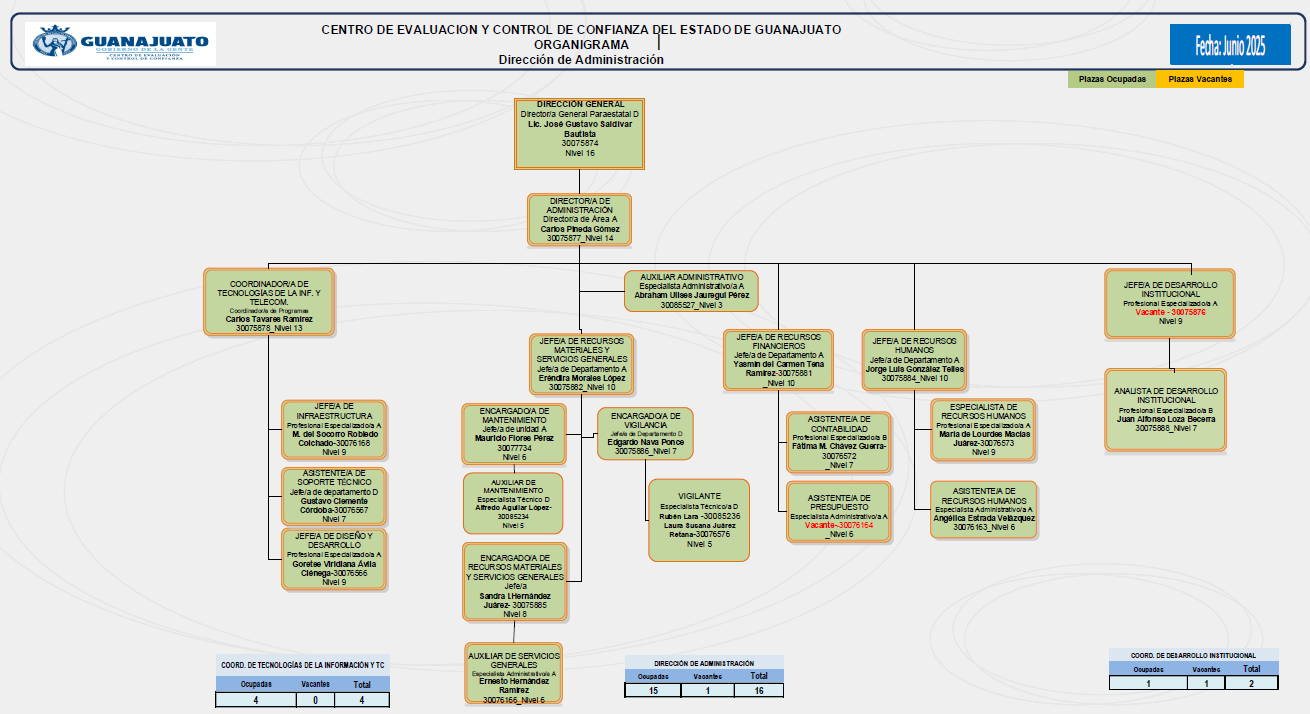 GUANAJUATO
GOBIERNO DE LA GENTE
CENTRO DE EVALUACIÓN
Y CONTROL DE CONFIANZA
CENTRO DE EVALUACION Y CONTROL DE CONFIANZA DEL ESTADO DE GUANAJUATO
ORGANIGRAMA
Dirección de Administración
Fecha: Junio 2025
Plazas Ocupadas
Plazas Vacantes
DIRECCIÓN GENERAL
Director/a General Paraestatal D
Lic. José Gustavo Saldívar
Bautista
30075874
Nivel 16
DIRECTOR/A DE
ADMINISTRACIÓN
Director/a de Área A
Carlos Pineda Gómez
30075877_Nivel 14
COORDINADOR/A DE
TECNOLOGÍAS DE LA INF. Y
TELECOM.
Coordinador/a de Programas
Carlos Tavares Ramirez
30075878_Nivel 13
AUXILIAR ADMINISTRATIVO
Especialista Administrativo/a A
Abraham Ulises Jauregui Pérez
30085527_Nivel 3
JEFE/A DE DESARROLLO
INSTITUCIONAL
Profesional Especializado/a A
Vacante - 30075876
Nivel 9
JEFE/A DE RECURSOS
MATERIALES Y
SERVICIOS GENERALES
Jefe/a de Departamento A
Eréndira Morales López
30075882_Nivel 10
JEFE/A DE RECURSOS
FINANCIEROS
Jefe/a de Departamento A
Yasmín del Carmen Tena
Ramírez-30075881
_Nivel 10
JEFE/A DE RECURSOS
HUMANOS
Jefe/a de Departamento A
Jorge Luis González Telles
30075884_Nivel 10
ANALISTA DE DESARROLLO
INSTITUCIONAL
Profesional Especializado/a B
Juan Alfonso Loza Becerra
30075888_Nivel 7
JEFE/A DE
INFRAESTRUCTURA
Profesional Especializado/a A
M. del Socorro Robledo
Colchado-30076168
Nivel 9
ENCARGADO/A DE
MANTENIMIENTO
Jefe/a de unidad A
Mauricio Flores Pérez
30077734
Nivel 6
ENCARGADO/A DE
VIGILANCIA
Jefe/a de Departamento D
Edgardo Nava Ponce
30075886_Nivel 7
ASISTENTE/A DE
CONTABILIDAD
Profesional Especializado/a B
Fátima M. Chávez Guerra-
30076572
_Nivel 7
ESPECIALISTA DE
RECURSOS HUMANOS
Profesional Especializado/a A
María de Lourdes Macías
Juárez-30076573
Nivel 9
ASISTENTE/A DE
SOPORTE TÉCNICO
Jefe/a de departamento D
Gustavo Clemente
Córdoba-30076567
Nivel 7
AUXILIAR DE
MANTENIMIENTO
Especialista Técnico D
Alfredo Aguilar López-
30085234
Nivel 5
VIGILANTE
Especialista Técnico/a D
Rubén Lara -30085236
Laura Susana Juárez
Retana-30076576
Nivel 5
ASISTENTE/A DE
PRESUPUESTO
Especialista Administrativo/a A
Vacante-30076164
_Nivel 6
ASISTENTE/A DE
RECURSOS HUMANOS
Especialista Administrativo/a A
Angélica Estrada Velázquez
30076163_Nivel 6
JEFE/A DE DISEÑO Y
DESARROLLO
Profesional Especializado/a A
Goretee Viridiana Ávila
Ciénega-30076566
Nivel 9
ENCARGADO/A DE
RECURSOS MATERIALES
Y SERVICIOS GENERALES
Jefe/a
Sandra I.Hernández
Juárez- 30075885
Nivel 8
AUXILIAR DE SERVICIOS
GENERALES
Especialista Administrativo/a A
Ernesto Hernández
Ramírez
30076166_Nivel 6
COORD. DE TECNOLOGÍAS DE LA INFORMACIÓN Y TC
Ocupadas Vacantes Total
4 0 4
DIRECCIÓN DE ADMINISTRACIÓN
Ocupadas Vacantes Total
15 1 16
COORD. DE DESARROLLO INSTITUCIONAL
Ocupadas Vacantes Total
1 1 2